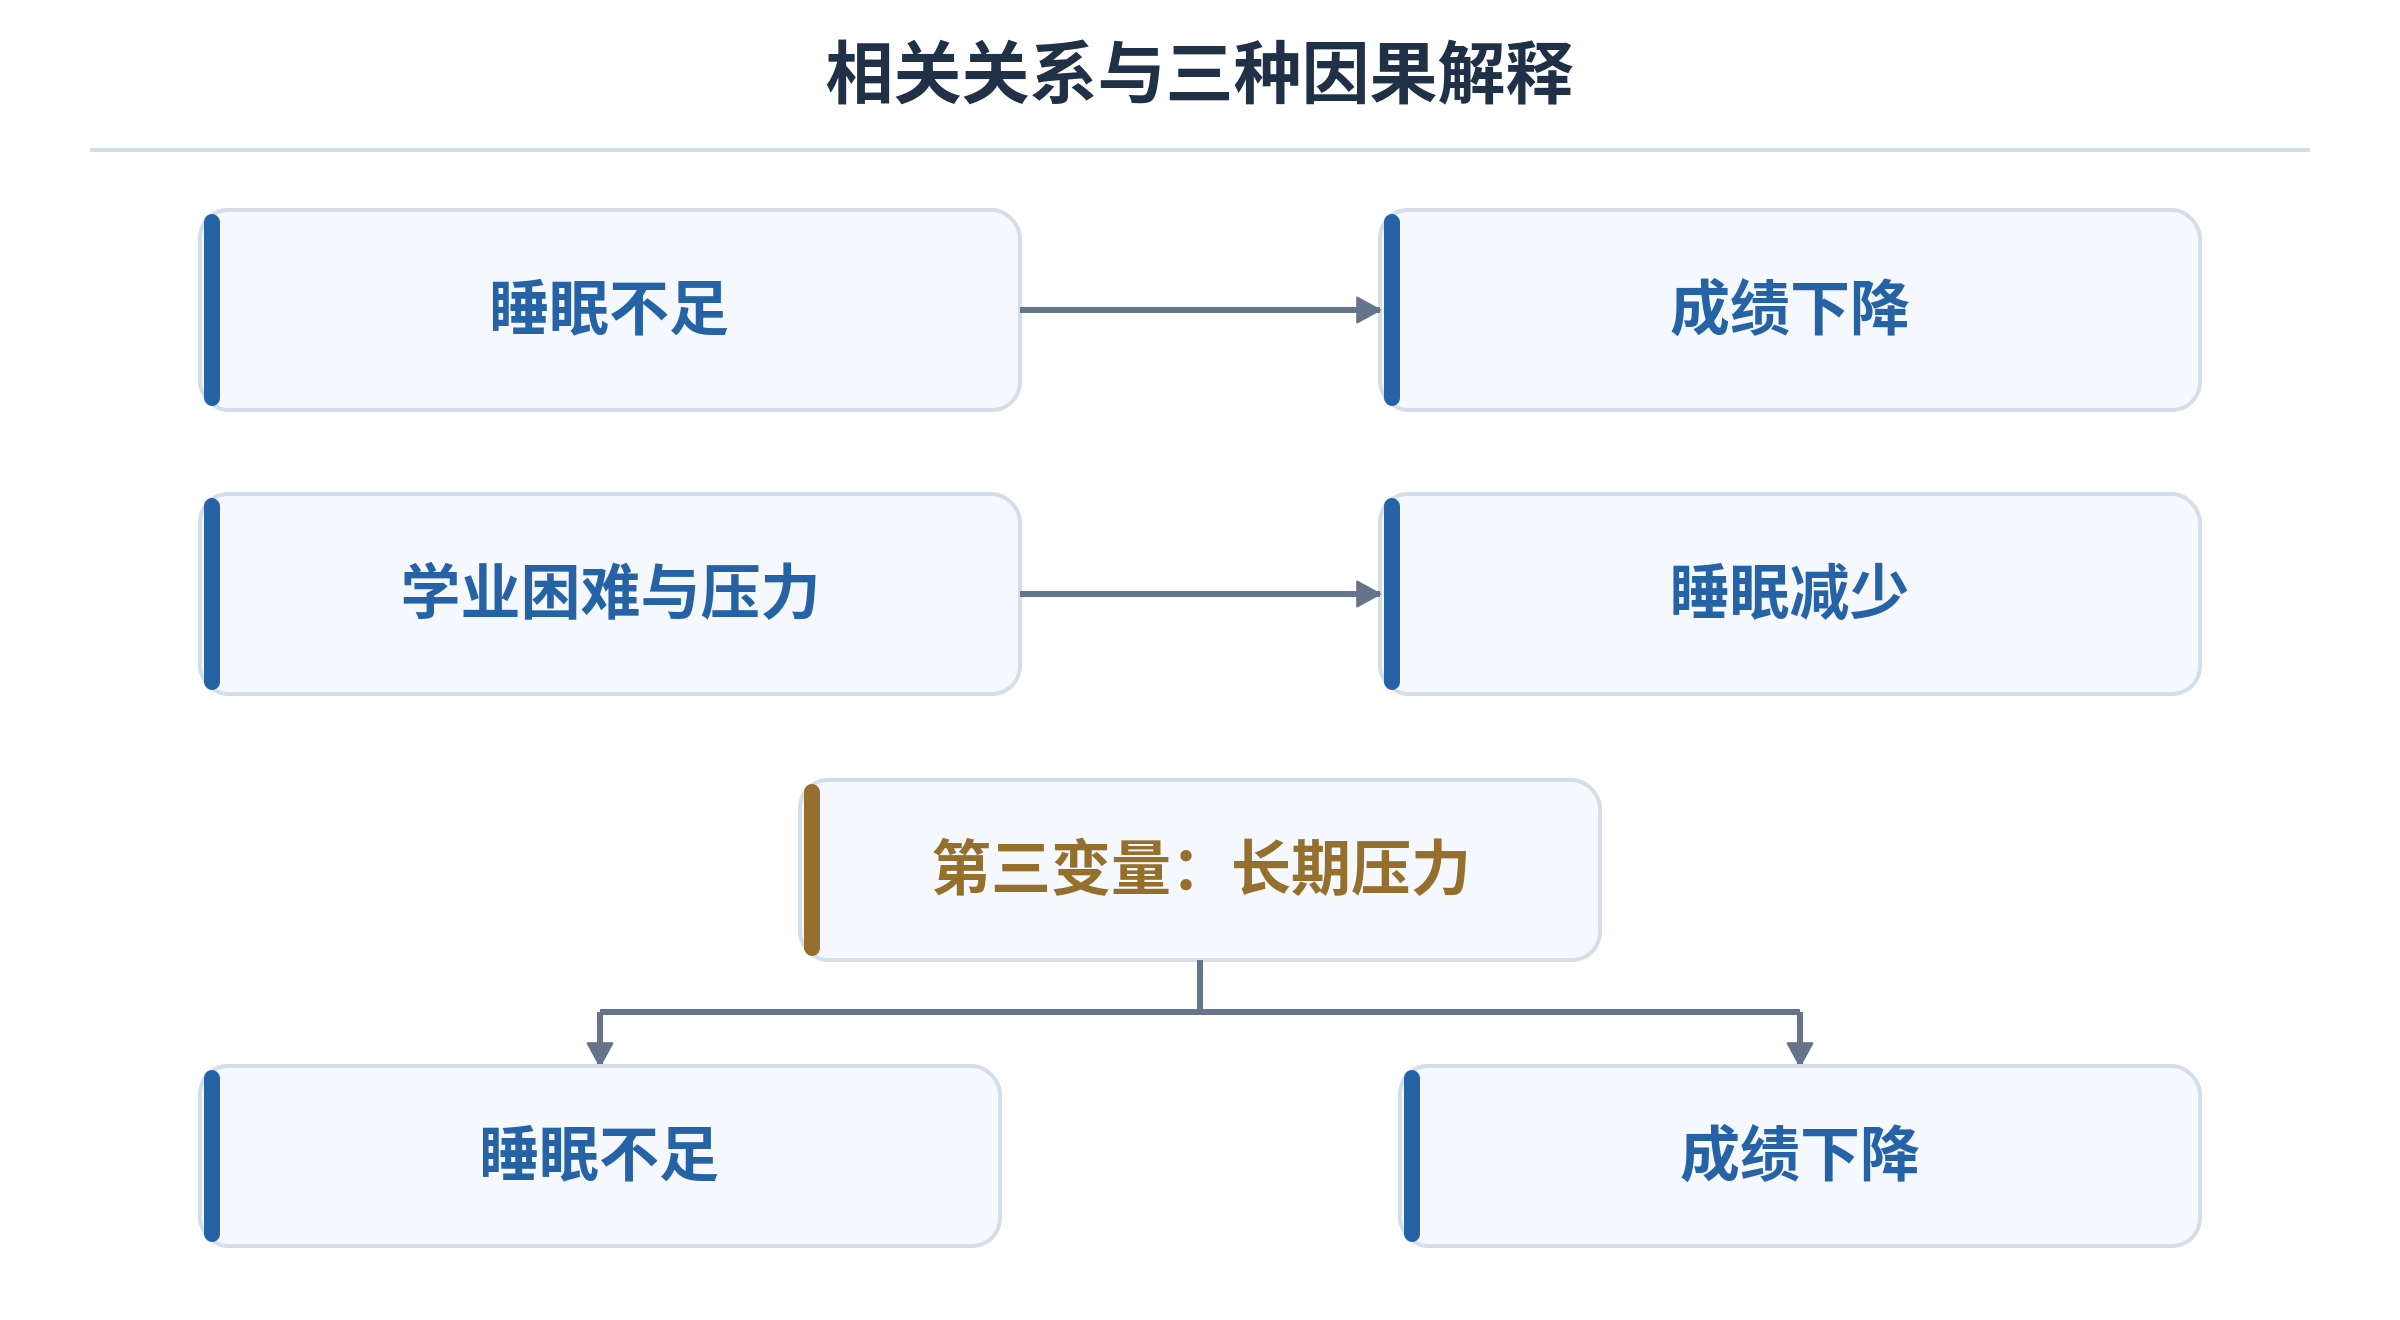 相关关系与三种因果解释
睡眠不足
成绩下降
学业困难与压力
睡眠减少
第三变量：长期压力
睡眠不足
成绩下降